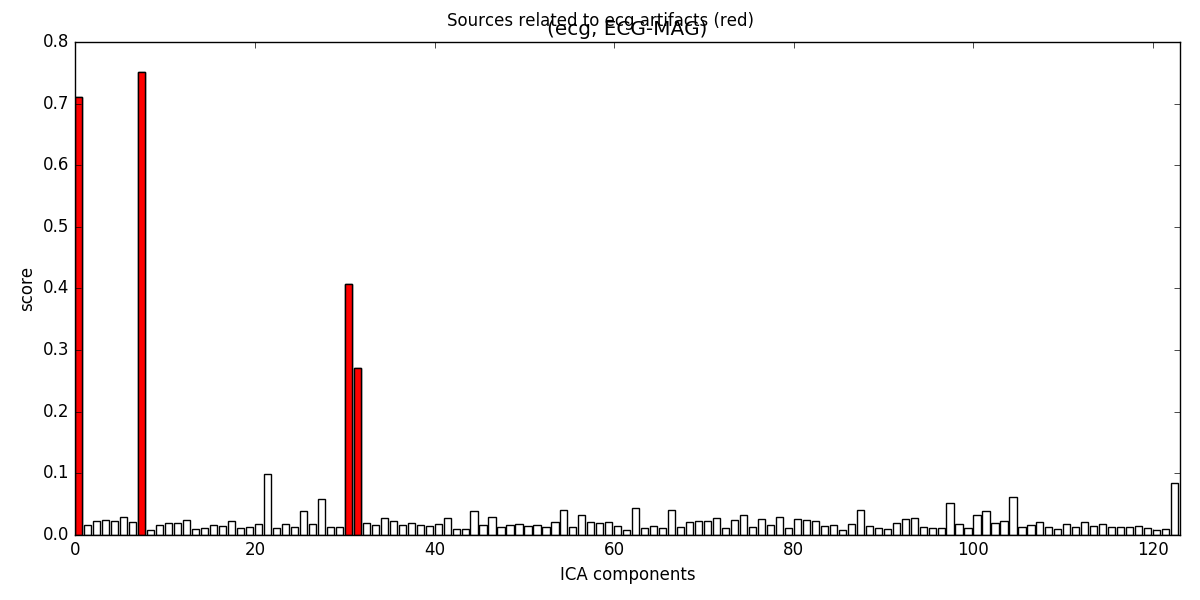 Sources related to ecg artifacts (red)
(ecg, ECG-MAG)
0.8
0.7
0.6
0.5
0.4
0.3
0.2
0.1
0.0
score
0 20 40 60 80 100 120
ICA components